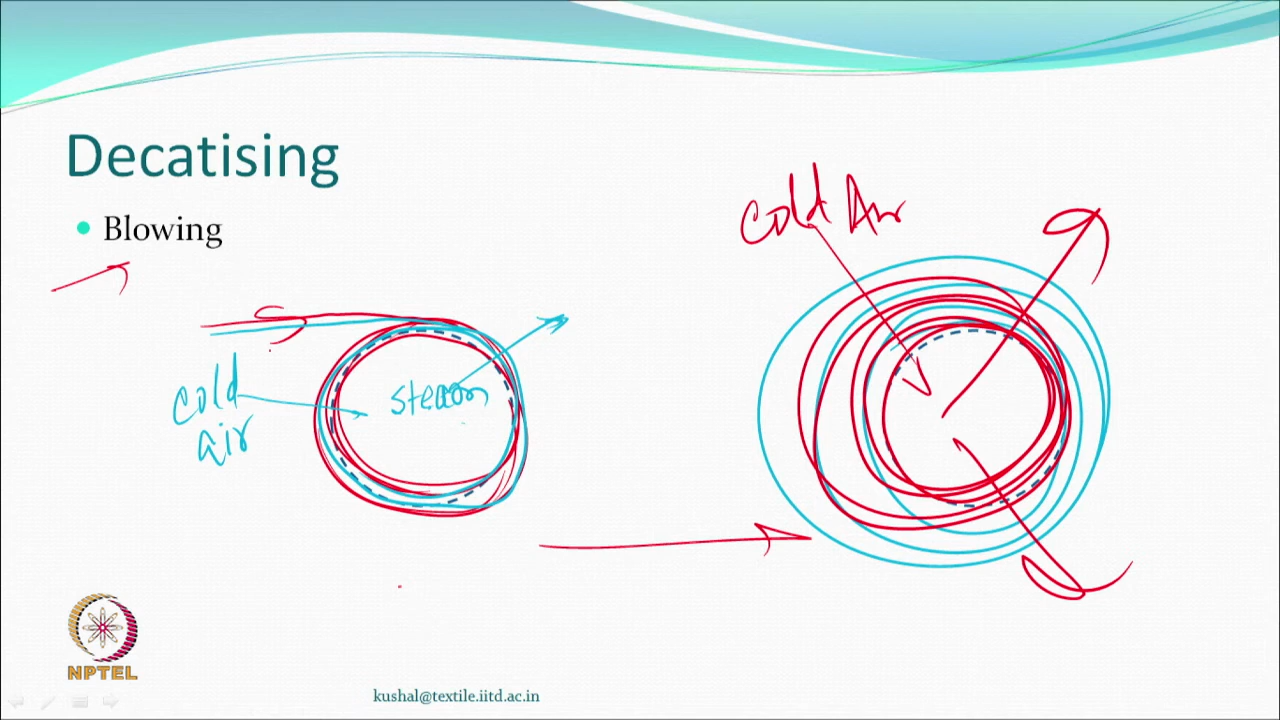 Decatising
Blowing
cold Air
cold
air
steam
NPTEL
kushal@textile.iitd.ac.in